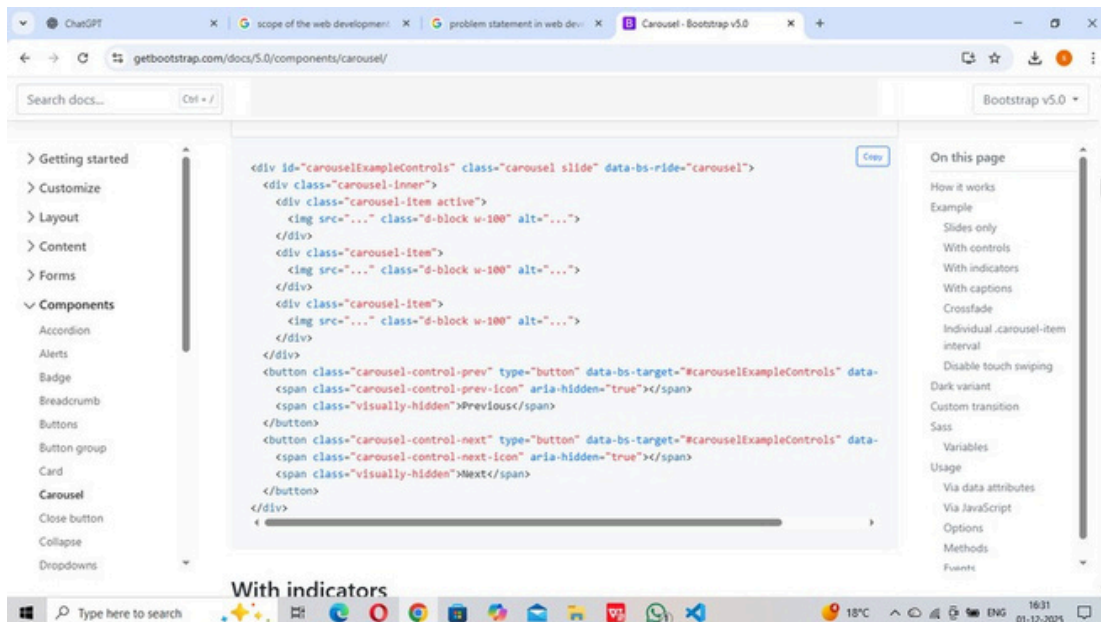 ChatGPT
scope of the web development
problem statement in web dev
Carousel · Bootstrap v5.0
getbootstrap.com/docs/5.0/components/carousel/
Search docs...
Ctrl + /
Bootstrap v5.0
Getting started
Customize
Layout
Content
Forms
Components
Accordion
Alerts
Badge
Breadcrumb
Buttons
Button group
Card
Carousel
Close button
Collapse
Dropdowns
Copy
<div id="carouselExampleControls" class="carousel slide" data-bs-ride="carousel">
<div class="carousel-inner">
<div class="carousel-item active">
<img src="..." class="d-block w-100" alt="...">
</div>
<div class="carousel-item">
<img src="..." class="d-block w-100" alt="...">
</div>
<div class="carousel-item">
<img src="..." class="d-block w-100" alt="...">
</div>
</div>
<button class="carousel-control-prev" type="button" data-bs-target="#carouselExampleControls" data-
<span class="carousel-control-prev-icon" aria-hidden="true"></span>
<span class="visually-hidden">Previous</span>
</button>
<button class="carousel-control-next" type="button" data-bs-target="#carouselExampleControls" data-
<span class="carousel-control-next-icon" aria-hidden="true"></span>
<span class="visually-hidden">Next</span>
</button>
</div>
With indicators
On this page
How it works
Example
Slides only
With controls
With indicators
With captions
Crossfade
Individual .carousel-item
interval
Disable touch swiping
Dark variant
Custom transition
Sass
Variables
Usage
Via data attributes
Via JavaScript
Options
Methods
Events
Type here to search
18°C
ENG
16:31
01-12-2025